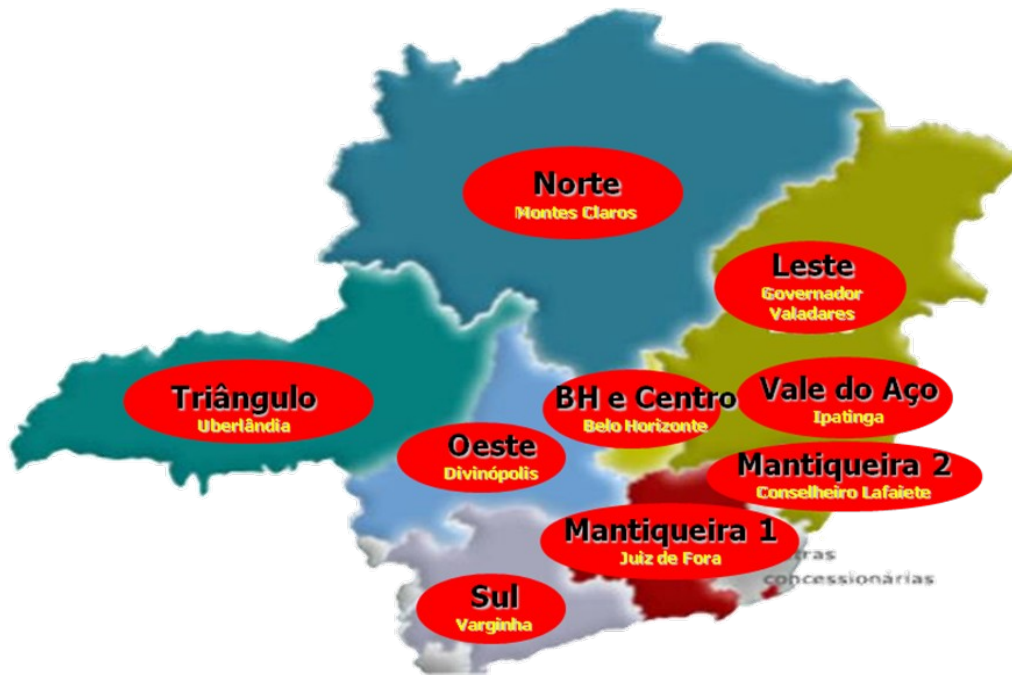 Norte
Montes Claros
Leste
Governador
Valadares
Triângulo
Uberlândia
BH e Centro
Belo Horizonte
Vale do Aço
Ipatinga
Oeste
Divinópolis
Mantiqueira 2
Conselheiro Lafaiete
Mantiqueira 1
Juiz de Fora
tras
concessionárias
Sul
Varginha